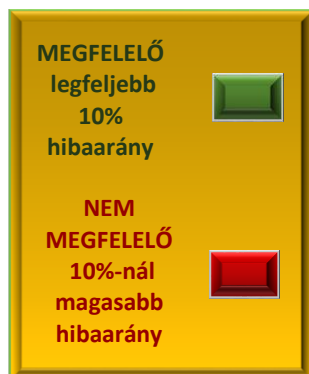 MEGFELELŐ
legfeljebb
10%
hibaarány
NEM
MEGFELELŐ
10%-nál
magasabb
hibaarány